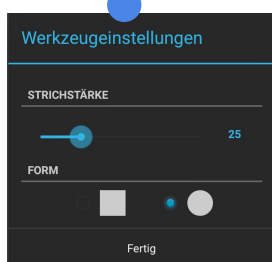 Werkzeugeinstellungen
STRICHSTÄRKE
25
FORM
Fertig